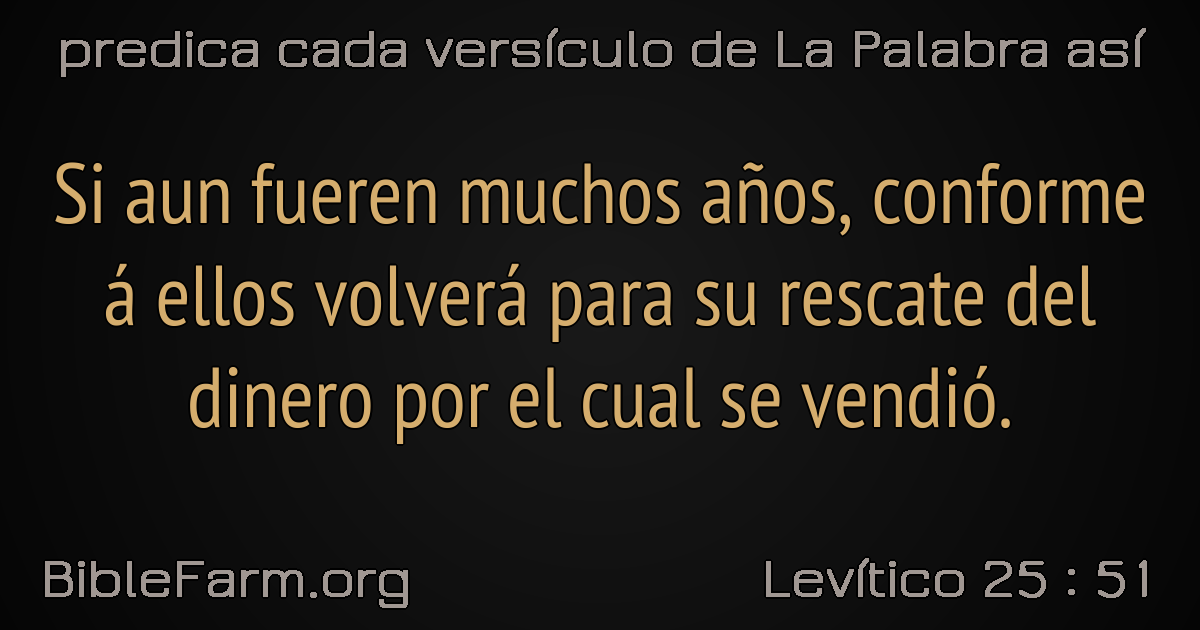 predica cada versículo de La Palabra así
Si aun fueren muchos años, conforme
á ellos volverá para su rescate del
dinero por el cual se vendió.
BibleFarm.org
Levítico 25 : 51